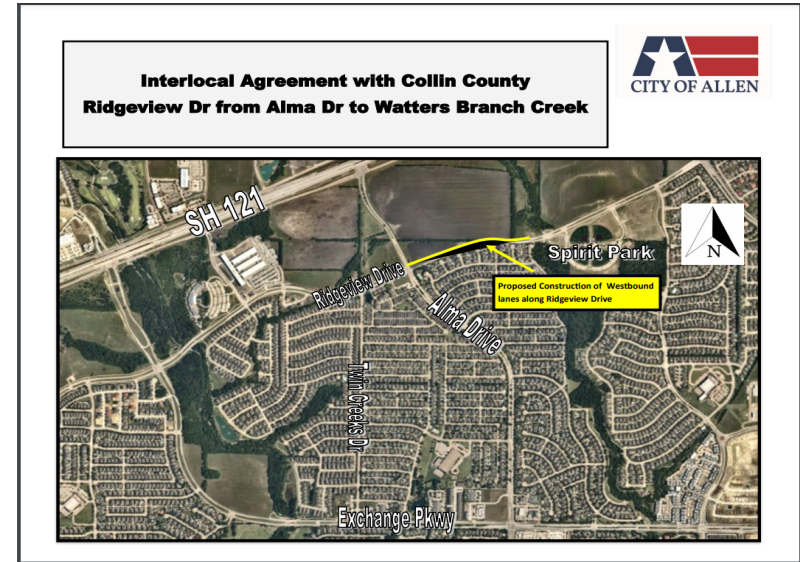 Interlocal Agreement with Collin County
Ridgeview Dr from Alma Dr to Watters Branch Creek
CITY OF ALLEN
SH 121
Spirit Park
N
Ridgeview Drive
Proposed Construction of Westbound
lanes along Ridgeview Drive
Alma Drive
Twin Creeks Dr
Exchange Pkwy